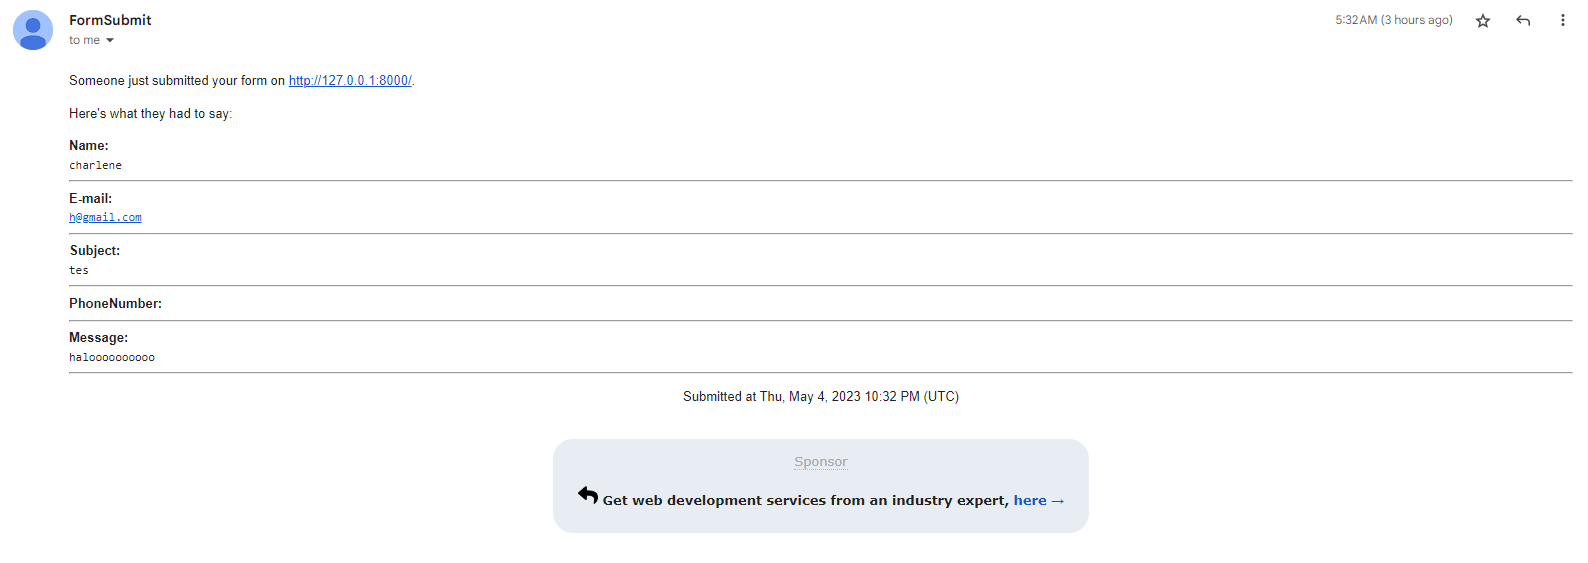 FormSubmit
5:32 AM (3 hours ago)
to me
Someone just submitted your form on http://127.0.0.1:8000/.
Here's what they had to say:
Name:
charlene
E-mail:
h@gmail.com
Subject:
tes
PhoneNumber:
Message:
haloooooooooo
Submitted at Thu, May 4, 2023 10:32 PM (UTC)
Sponsor
Get web development services from an industry expert, here →